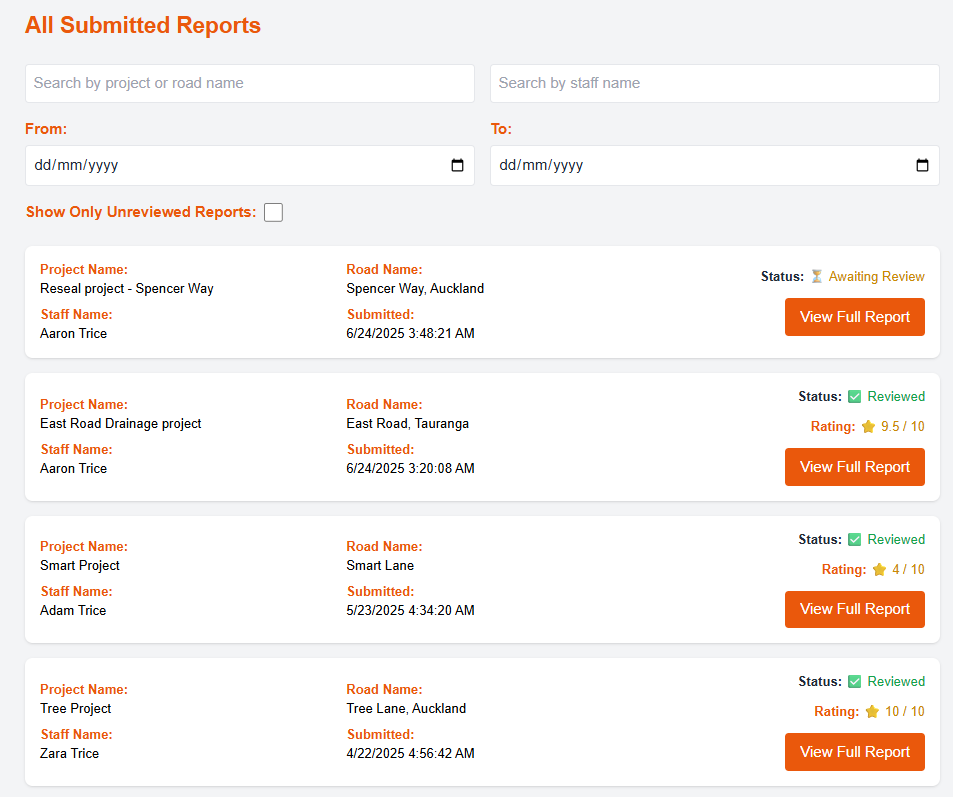 All Submitted Reports
Search by project or road name
Search by staff name
From:
To:
dd/mm/yyyy
dd/mm/yyyy
Show Only Unreviewed Reports:
Project Name:
Reseal project - Spencer Way
Staff Name:
Aaron Trice
Road Name:
Spencer Way, Auckland
Submitted:
6/24/2025 3:48:21 AM
Status: ⏳ Awaiting Review
View Full Report
Project Name:
East Road Drainage project
Staff Name:
Aaron Trice
Road Name:
East Road, Tauranga
Submitted:
6/24/2025 3:20:08 AM
Status: ✅ Reviewed
Rating: ⭐ 9.5 / 10
View Full Report
Project Name:
Smart Project
Staff Name:
Adam Trice
Road Name:
Smart Lane
Submitted:
5/23/2025 4:34:20 AM
Status: ✅ Reviewed
Rating: ⭐ 4 / 10
View Full Report
Project Name:
Tree Project
Staff Name:
Zara Trice
Road Name:
Tree Lane, Auckland
Submitted:
4/22/2025 4:56:42 AM
Status: ✅ Reviewed
Rating: ⭐ 10 / 10
View Full Report